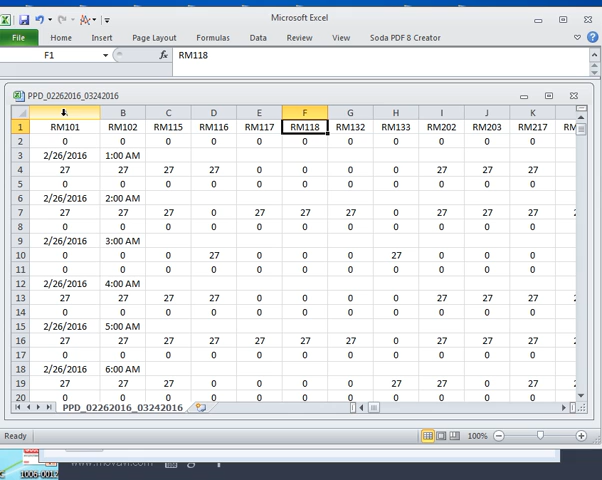 Microsoft Excel
File Home Insert Page Layout Formulas Data Review View Soda PDF 8 Creator
F1 fx RM118
PPD_02262016_03242016
A B C D E F G H I J K
1 RM101 RM102 RM115 RM116 RM117 RM118 RM132 RM133 RM202 RM203 RM217
2 0 0 0 0 0 0 0 0 0 0 0
3 2/26/2016 1:00 AM
4 27 27 27 27 0 0 0 0 27 27 27
5 0 0 0 0 0 0 0 0 0 0 0
6 2/26/2016 2:00 AM
7 27 27 27 0 27 27 27 0 27 27 27
8 0 0 0 0 0 0 0 0 0 0 0
9 2/26/2016 3:00 AM
10 0 0 0 27 0 0 0 27 0 0 0
11 0 0 0 0 0 0 0 0 0 0 0
12 2/26/2016 4:00 AM
13 27 27 27 27 0 0 0 0 27 27 27
14 0 0 0 0 0 0 0 0 0 0 0
15 2/26/2016 5:00 AM
16 27 27 27 27 27 27 27 0 27 27 27
17 0 0 0 0 0 0 0 0 0 0 0
18 2/26/2016 6:00 AM
19 27 27 27 0 0 0 0 27 27 0 27
20 0 0 0 0 0 0 0 0 0 0 0
PPD_02262016_03242016
Ready 100%